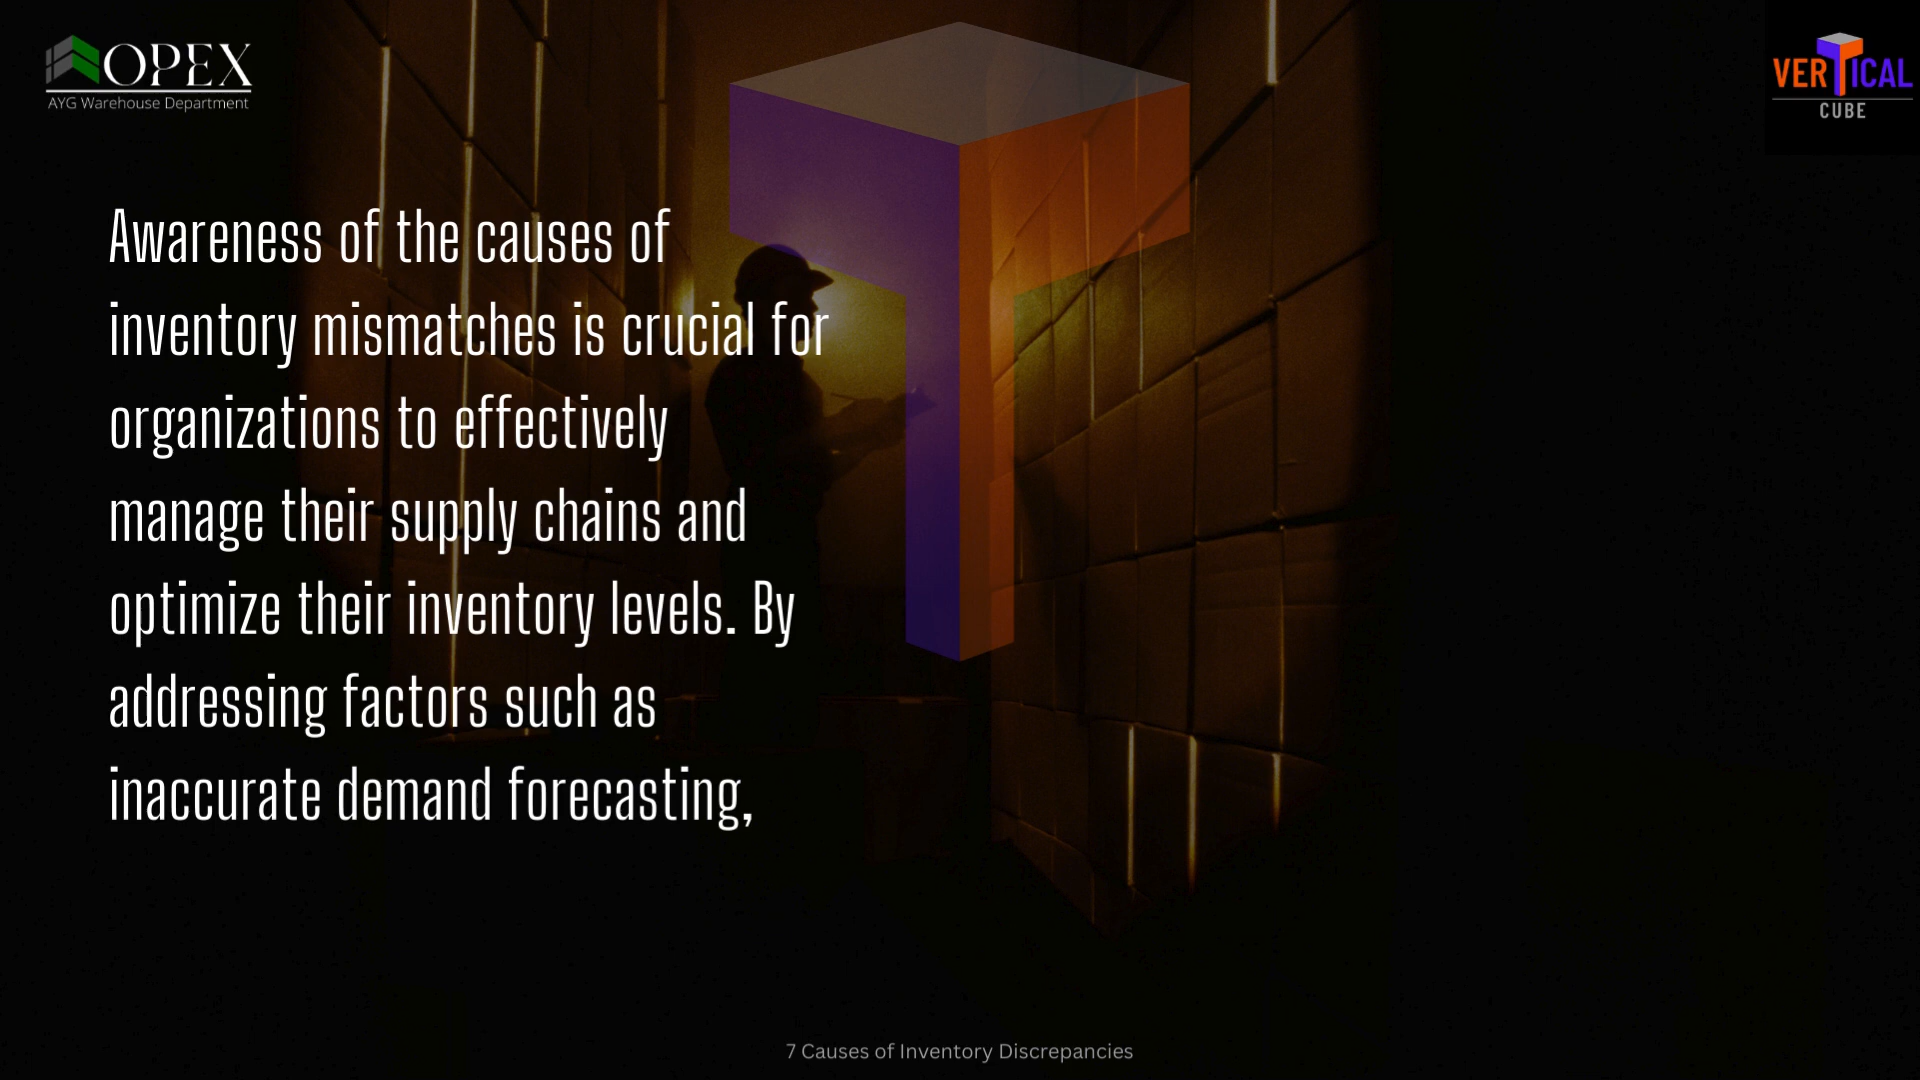 OPEX
AYG Warehouse Department
VERTICAL
CUBE
Awareness of the causes of
inventory mismatches is crucial for
organizations to effectively
manage their supply chains and
optimize their inventory levels. By
addressing factors such as
inaccurate demand forecasting,
7 Causes of Inventory Discrepancies